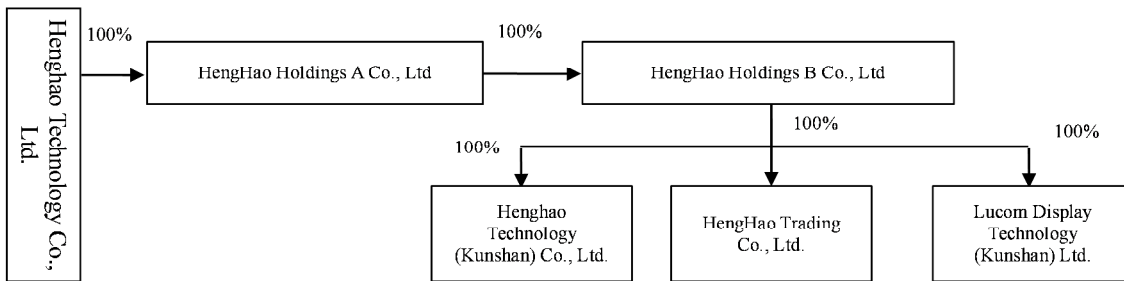 Henghao Technology Co.,
Ltd.
100%
HengHao Holdings A Co., Ltd
100%
HengHao Holdings B Co., Ltd
100%
100%
100%
Henghao
Technology
(Kunshan) Co., Ltd.
HengHao Trading
Co., Ltd.
Lucom Display
Technology
(Kunshan) Ltd.